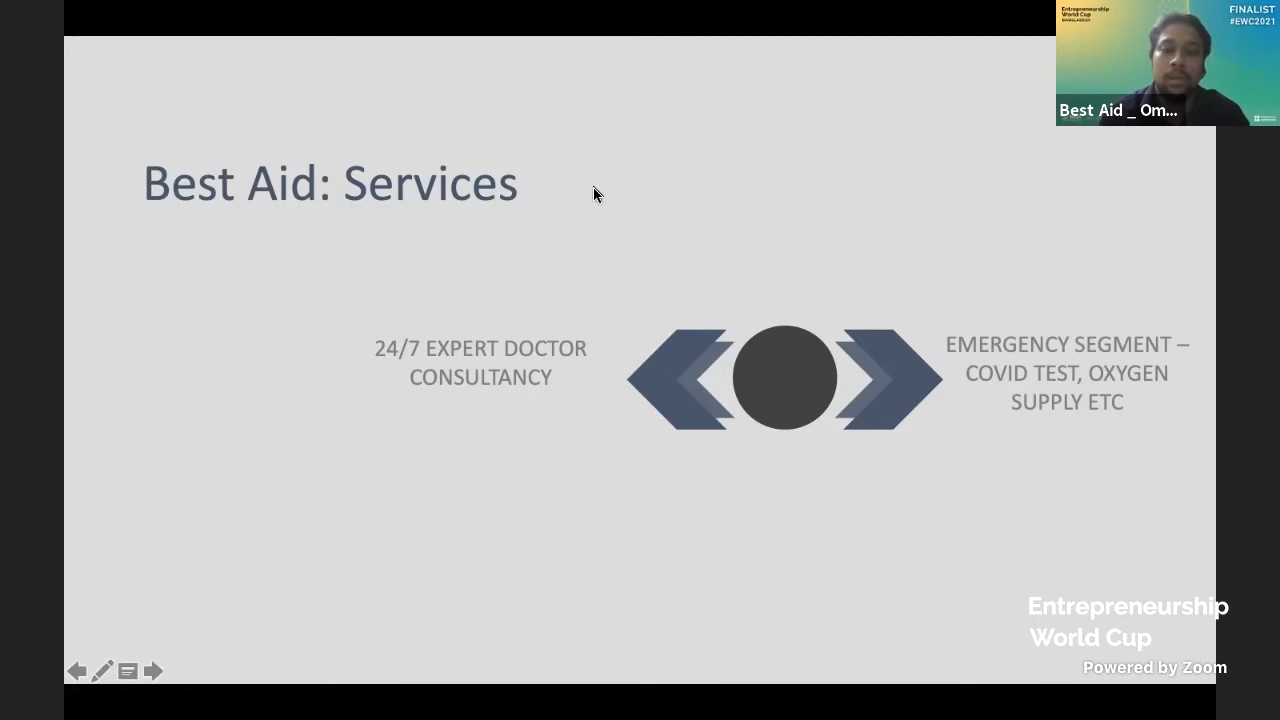 Entrepreneurship
World Cup
BANGLADESH
FINALIST
#EWC2021
Best Aid _ Om...
Best Aid: Services
24/7 EXPERT DOCTOR
CONSULTANCY
EMERGENCY SEGMENT –
COVID TEST, OXYGEN
SUPPLY ETC
Entrepreneurship
World Cup
Powered by Zoom